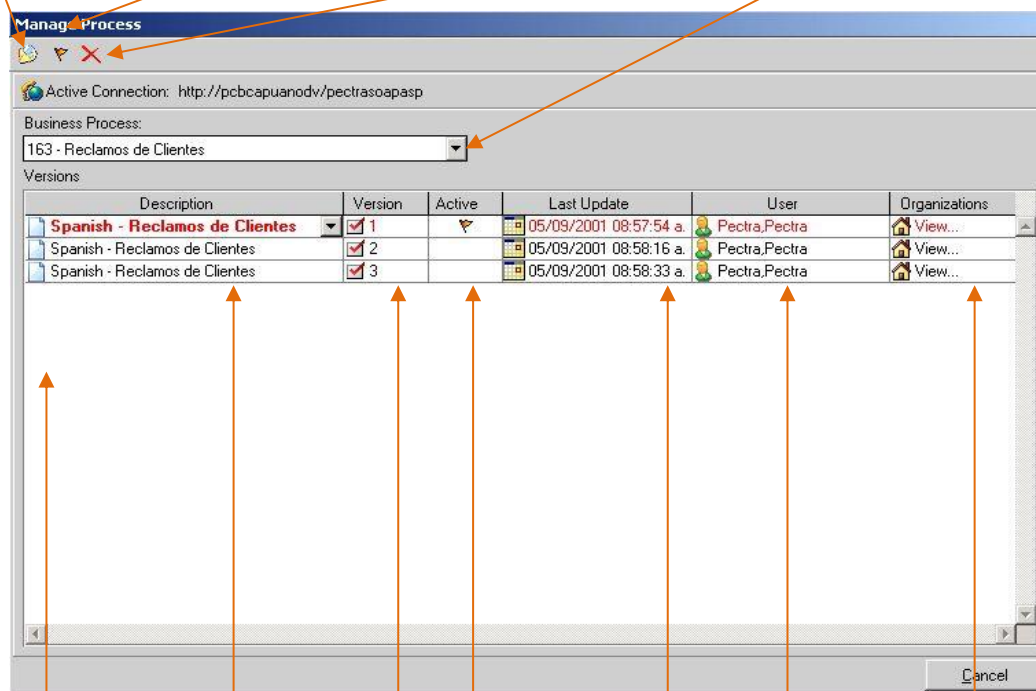 Manage Process
Active Connection: http://pcbcapuanodv/pectrasoapasp
Business Process:
163 - Reclamos de Clientes
Versions
Description Version Active Last Update User Organizations
Spanish - Reclamos de Clientes 1 05/09/2001 08:57:54 a. Pectra,Pectra View...
Spanish - Reclamos de Clientes 2 05/09/2001 08:58:16 a. Pectra,Pectra View...
Spanish - Reclamos de Clientes 3 05/09/2001 08:58:33 a. Pectra,Pectra View...
Cancel